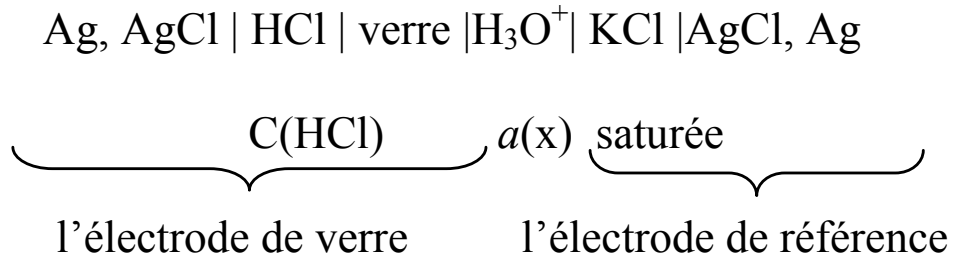 Ag, AgCl | HCl | verre |H₃O⁺| KCl |AgCl, Ag
C(HCl) a(x) saturée
l’électrode de verre l’électrode de référence